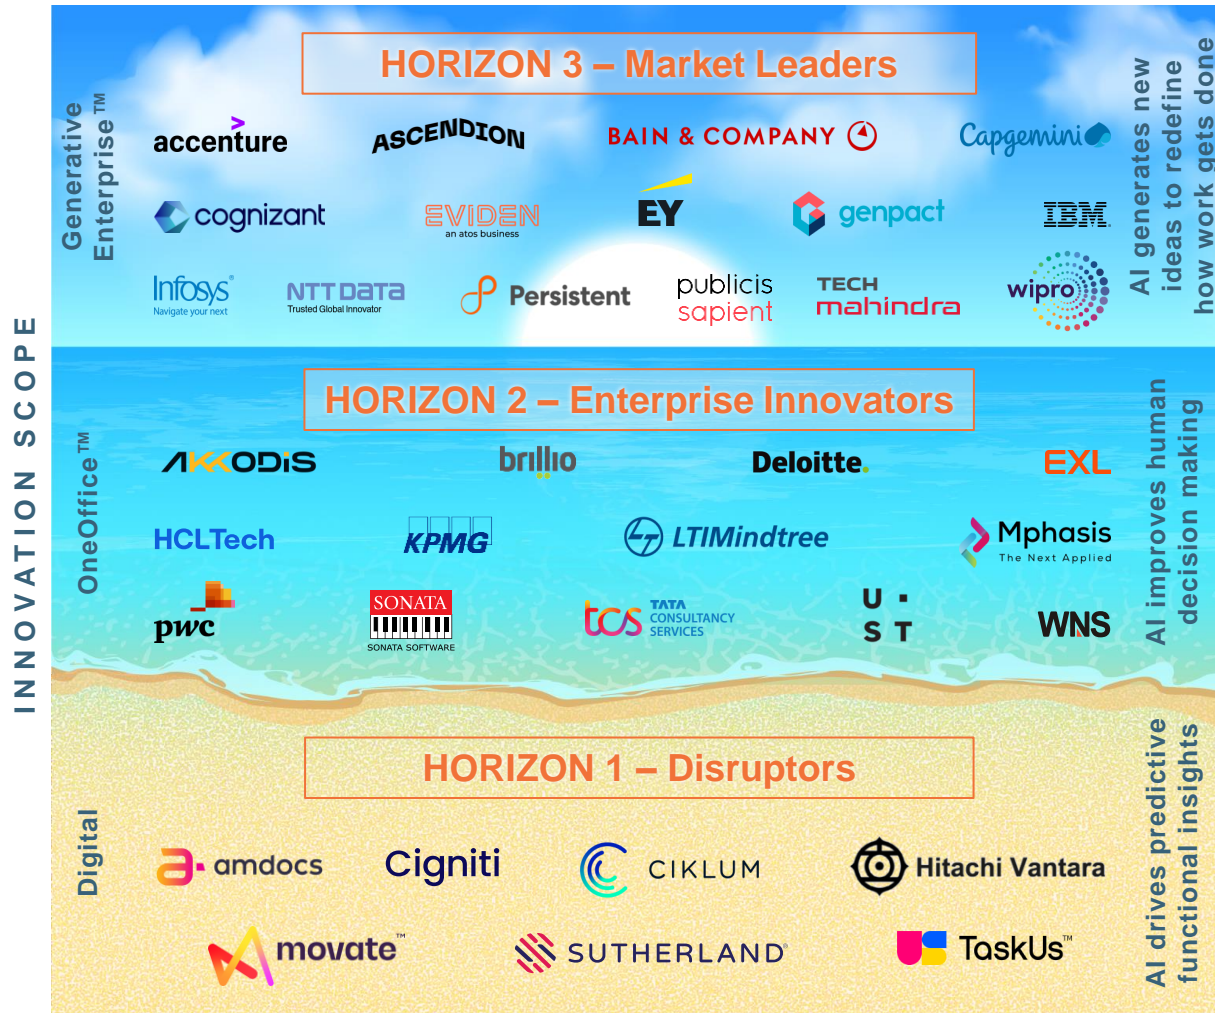 INNOVATION SCOPE
HORIZON 3 – Market Leaders
Generative
Enterprise™
AI generates new
ideas to redefine
how work gets done
accenture
ASCENDION
BAIN & COMPANY
Capgemini
cognizant
EVIDEN
an atos business
EY
genpact
IBM
Infosys®
Navigate your next
NTT DATA
Trusted Global Innovator
Persistent
publicis
sapient
TECH
mahindra
wipro
HORIZON 2 – Enterprise Innovators
OneOffice™
AI improves human
decision making
AKKODiS
brillio
Deloitte.
EXL
HCLTech
KPMG
LTIMindtree
Mphasis
The Next Applied
pwc
SONATA
SONATA SOFTWARE
tcs
TATA
CONSULTANCY
SERVICES
U ·
S T
WNS
HORIZON 1 – Disruptors
Digital
AI drives predictive
functional insights
amdocs
Cigniti
CIKLUM
Hitachi Vantara
movate™
SUTHERLAND®
TaskUs™